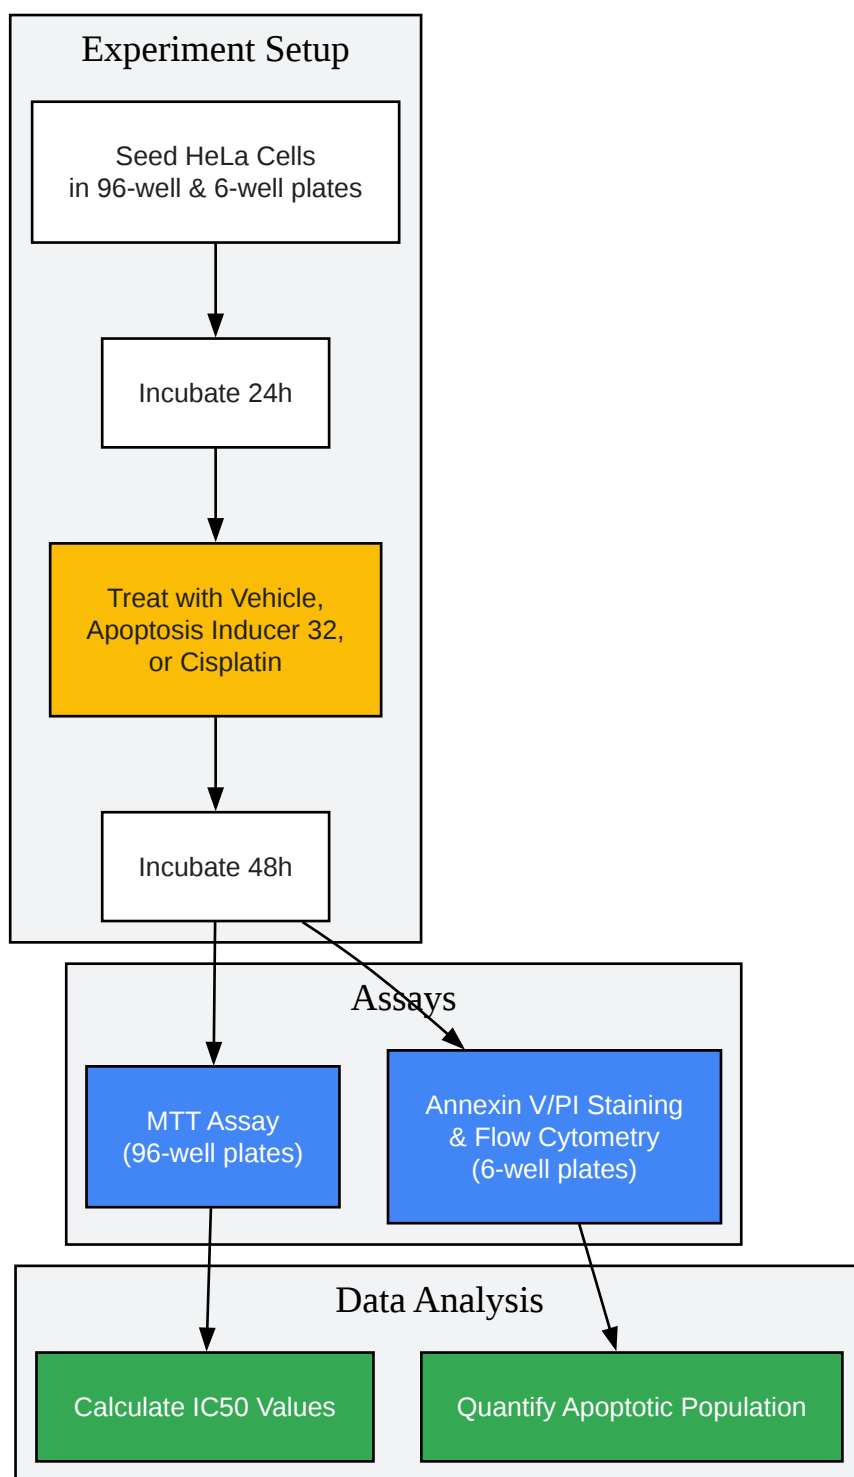 Experiment Setup
Seed HeLa Cells
in 96-well & 6-well plates
Incubate 24h
Treat with Vehicle,
Apoptosis Inducer 32,
or Cisplatin
Incubate 48h
Assays
MTT Assay
(96-well plates)
Annexin V/PI Staining
& Flow Cytometry
(6-well plates)
Data Analysis
Calculate IC50 Values
Quantify Apoptotic Population